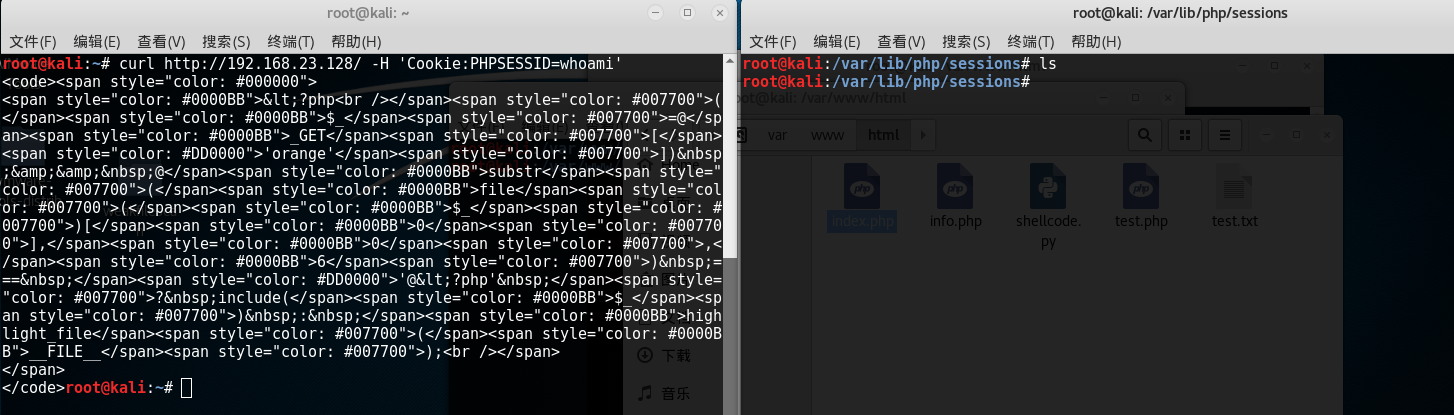 root@kali: ~
文件(F) 编辑(E) 查看(V) 搜索(S) 终端(T) 帮助(H)
root@kali:~# curl http://192.168.23.128/ -H 'Cookie:PHPSESSID=whoami'
<code><span style="color: #000000">
<span style="color: #0000BB">&lt;?php<br /></span><span style="color: #007700">(
</span><span style="color: #0000BB">$_</span><span style="color: #007700">=@</sp
an><span style="color: #0000BB">_GET</span><span style="color: #007700">[</span>
<span style="color: #DD0000">'orange'</span><span style="color: #007700">])&nbsp
;&amp;&amp;&nbsp;@</span><span style="color: #0000BB">substr</span><span style="
color: #007700">(</span><span style="color: #0000BB">file</span><span style="col
or: #007700">(</span><span style="color: #0000BB">$_</span><span style="color: #
007700">)[</span><span style="color: #0000BB">0</span><span style="color: #00770
0">],</span><span style="color: #0000BB">0</span><span style="color: #007700">,<
/span><span style="color: #0000BB">6</span><span style="color: #007700">)&nbsp;=
==&nbsp;</span><span style="color: #DD0000">'@&lt;?php'&nbsp;</span><span style=
"color: #007700">?&nbsp;include(</span><span style="color: #0000BB">$_</span><sp
an style="color: #007700">)&nbsp;:&nbsp;</span><span style="color: #0000BB">high
light_file</span><span style="color: #007700">(</span><span style="color: #0000B
B">__FILE__</span><span style="color: #007700">);<br /></span>
</span>
</code>root@kali:~#
root@kali: /var/lib/php/sessions
文件(F) 编辑(E) 查看(V) 搜索(S) 终端(T) 帮助(H)
root@kali:/var/lib/php/sessions# ls
root@kali:/var/lib/php/sessions#
root@kali: /var/www/html
var www html
index.php info.php shellcode.py test.php test.txt
下载
音乐